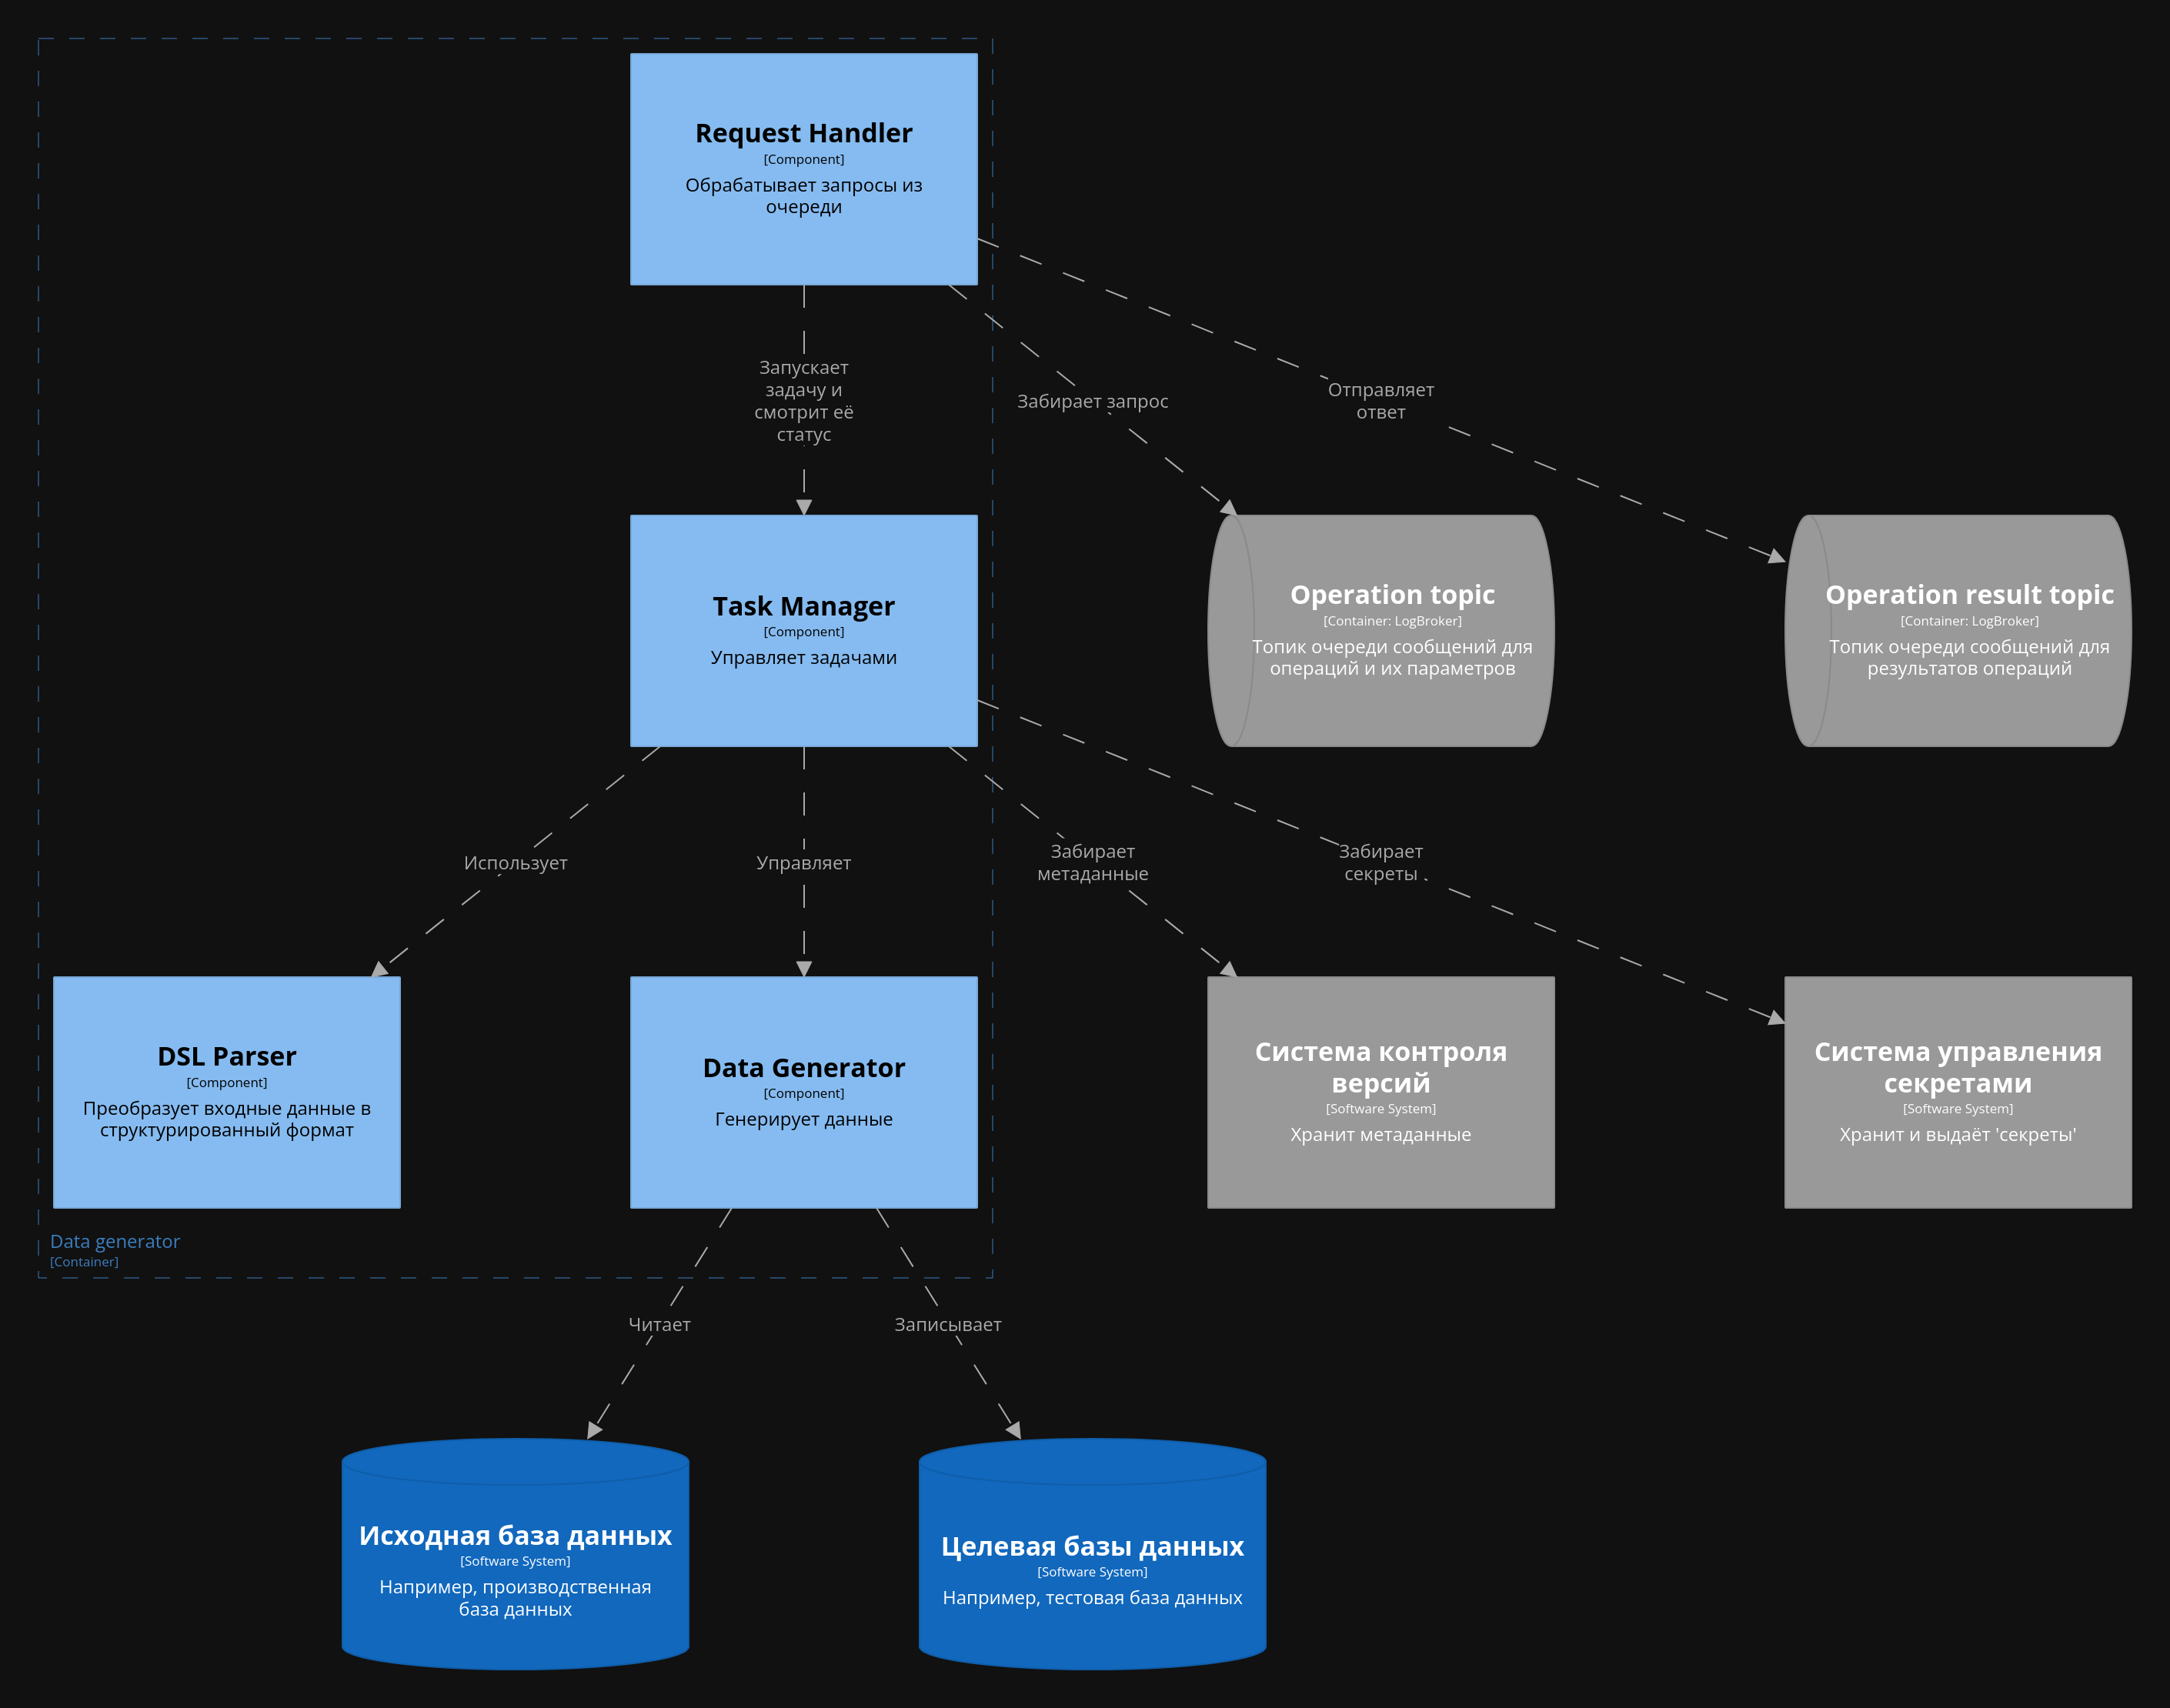 Request Handler
[Component]
Обрабатывает запросы из
очереди
Запускает
задачу и
смотрит её
статус
Забирает запрос
Отправляет
ответ
Task Manager
[Component]
Управляет задачами
Operation topic
[Container: LogBroker]
Топик очереди сообщений для
операций и их параметров
Operation result topic
[Container: LogBroker]
Топик очереди сообщений для
результатов операций
Использует
Управляет
Забирает
метаданные
Забирает
секреты
DSL Parser
[Component]
Преобразует входные данные в
структурированный формат
Data Generator
[Component]
Генерирует данные
Система контроля
версий
[Software System]
Хранит метаданные
Система управления
секретами
[Software System]
Хранит и выдаёт 'секреты'
Data generator
[Container]
Читает
Записывает
Исходная база данных
[Software System]
Например, производственная
база данных
Целевая базы данных
[Software System]
Например, тестовая база данных